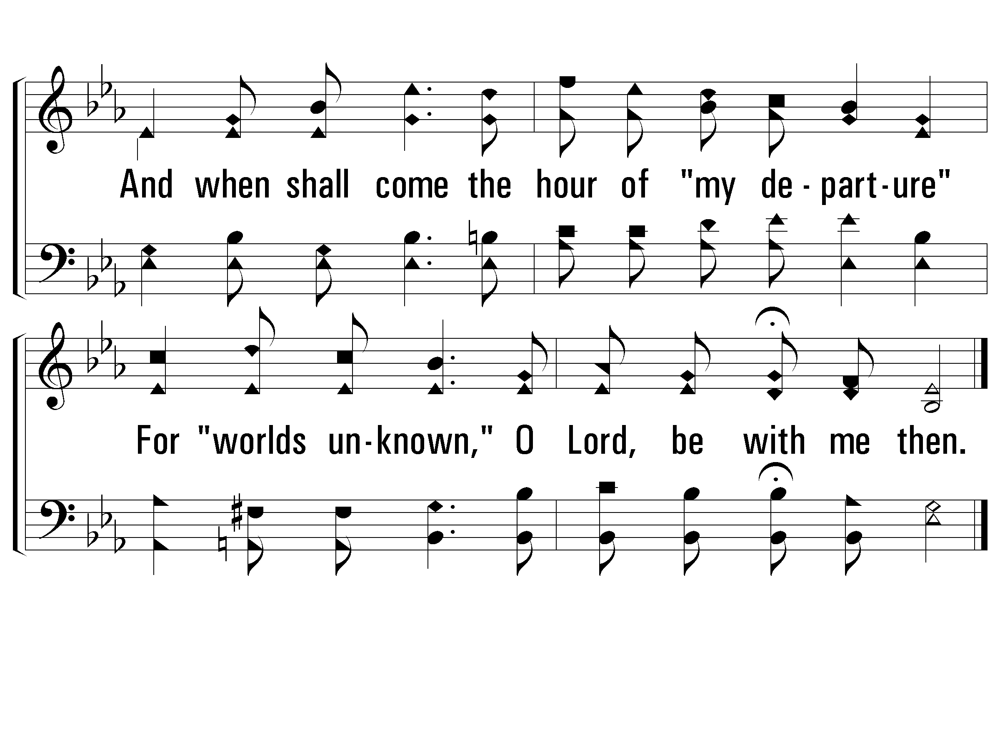 And when shall come the hour of "my de - part - ure"
For "worlds un - known," O Lord, be with me then.